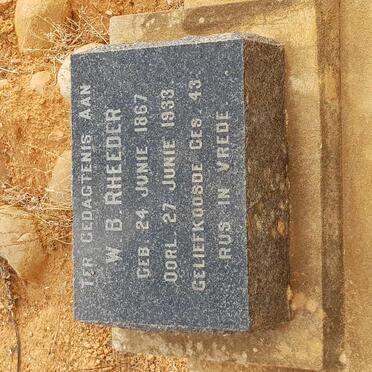 TER GEDAGTENIS AAN
W. B. RHEEDER
GEB. 24 JUNIE 1867
OORL. 27 JUNIE 1933
GELIEFKOOSDE GES. 43
RUS IN VREDE